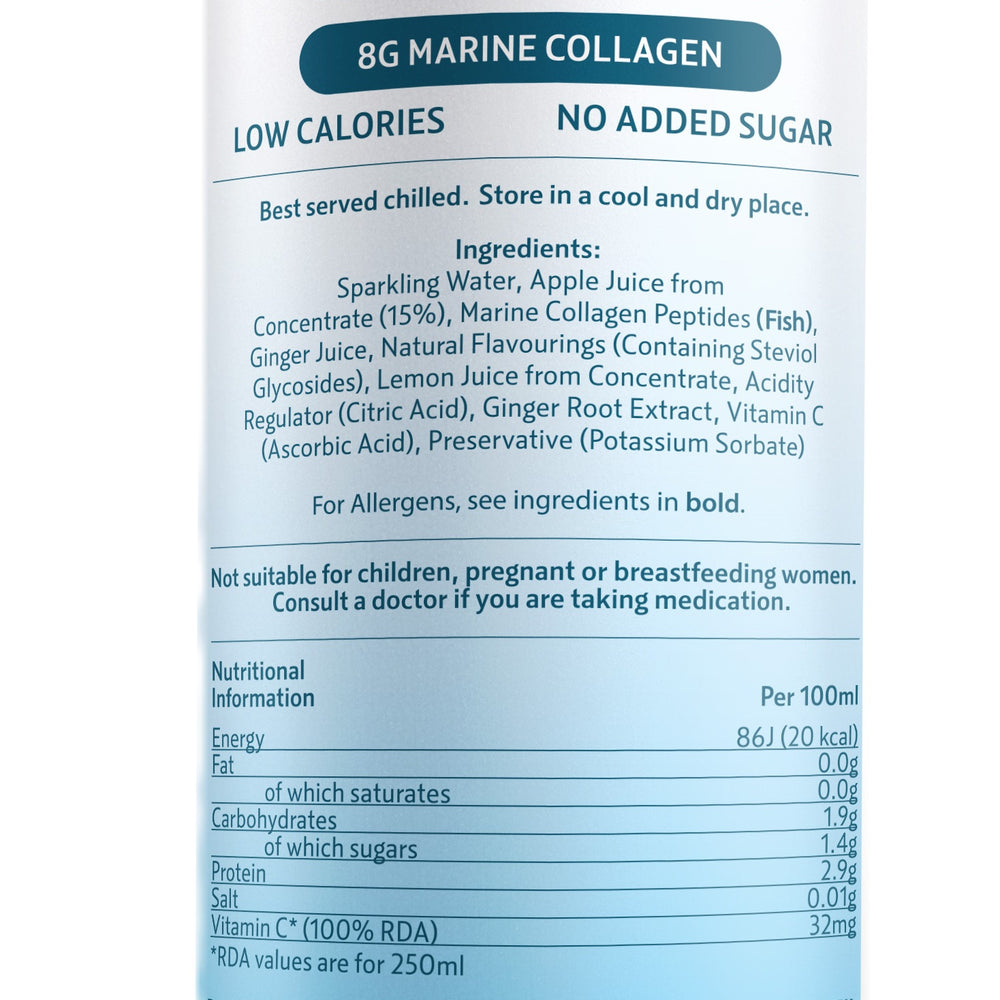 8G MARINE COLLAGEN
LOW CALORIES NO ADDED SUGAR
Best served chilled. Store in a cool and dry place.
Ingredients:
Sparkling Water, Apple Juice from
Concentrate (15%), Marine Collagen Peptides (Fish),
Ginger Juice, Natural Flavourings (Containing Steviol
Glycosides), Lemon Juice from Concentrate, Acidity
Regulator (Citric Acid), Ginger Root Extract, Vitamin C
(Ascorbic Acid), Preservative (Potassium Sorbate)
For Allergens, see ingredients in bold.
Not suitable for children, pregnant or breastfeeding women.
Consult a doctor if you are taking medication.
Nutritional
Information Per 100ml
Energy 86J (20 kcal)
Fat 0.0g
of which saturates 0.0g
Carbohydrates 1.9g
of which sugars 1.4g
Protein 2.9g
Salt 0.01g
Vitamin C* (100% RDA) 32mg
*RDA values are for 250ml